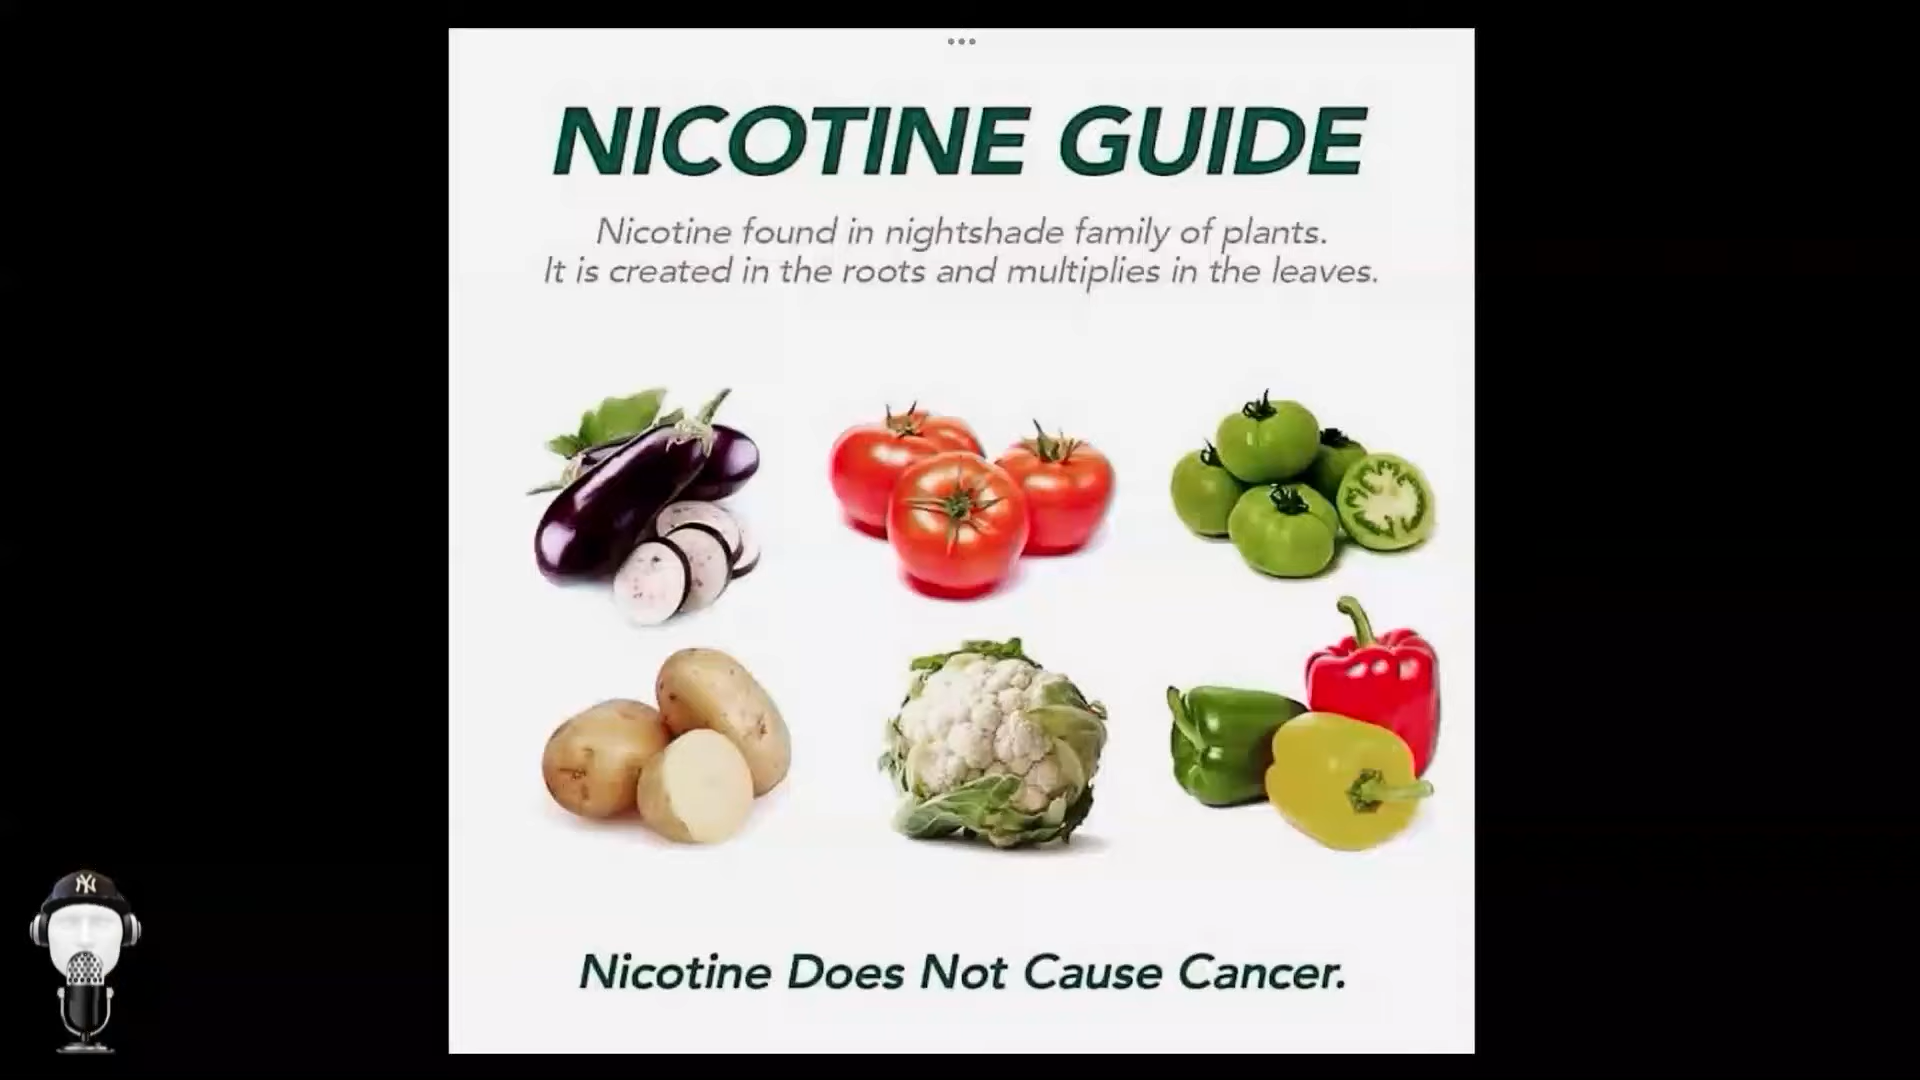 NICOTINE GUIDE
Nicotine found in nightshade family of plants.
It is created in the roots and multiplies in the leaves.
NY
Nicotine Does Not Cause Cancer.